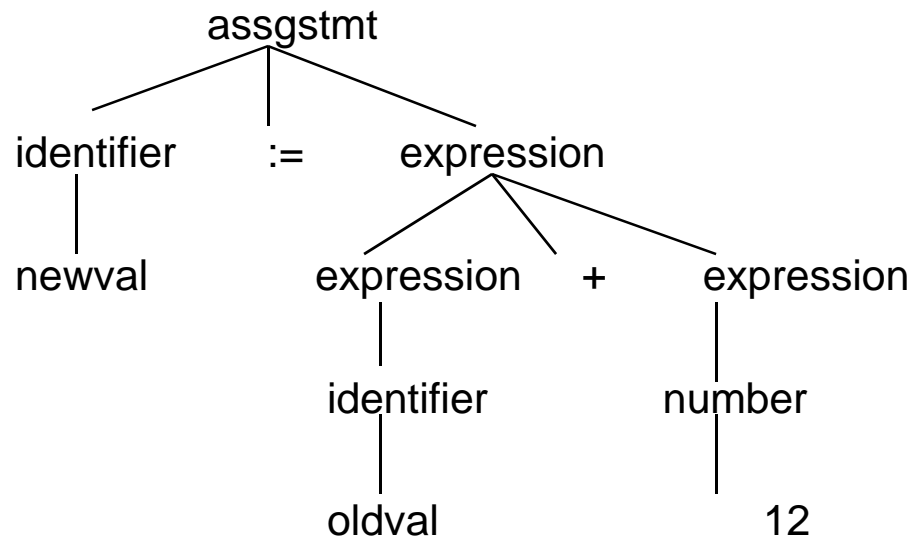 assgstmt
identifier := expression
newval expression + expression
identifier number
oldval 12